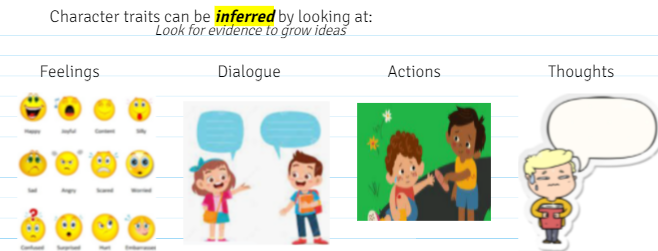 Character traits can be inferred by looking at:
Look for evidence to grow ideas
Feelings Dialogue Actions Thoughts
Happy Joyful Content Silly
Sad Angry Scared Worried
Confused Surprised Hurt Embarrassed